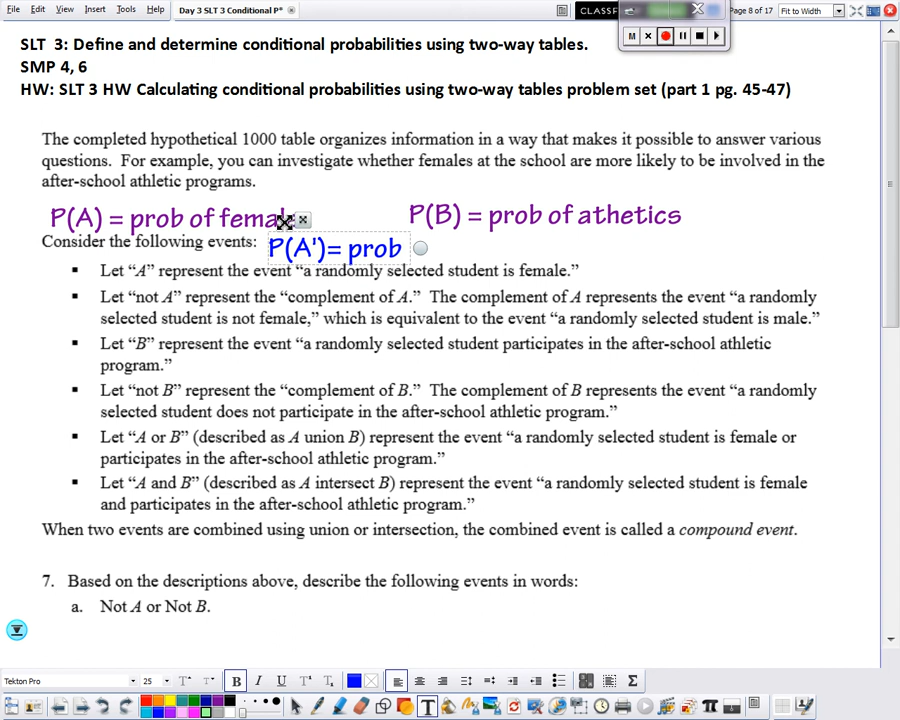 File Edit View Insert Tools Help Day 3 SLT 3 Conditional P* CLASSF Page 8 of 17 Fit to Width
M
SLT 3: Define and determine conditional probabilities using two-way tables.
SMP 4, 6
HW: SLT 3 HW Calculating conditional probabilities using two-way tables problem set (part 1 pg. 45-47)
The completed hypothetical 1000 table organizes information in a way that makes it possible to answer various
questions. For example, you can investigate whether females at the school are more likely to be involved in the
after-school athletic programs.
P(A) = prob of female P(B) = prob of athetics
Consider the following events: P(A')= prob
▪ Let “A” represent the event “a randomly selected student is female.”
▪ Let “not A” represent the “complement of A.” The complement of A represents the event “a randomly
selected student is not female,” which is equivalent to the event “a randomly selected student is male.”
▪ Let “B” represent the event “a randomly selected student participates in the after-school athletic
program.”
▪ Let “not B” represent the “complement of B.” The complement of B represents the event “a randomly
selected student does not participate in the after-school athletic program.”
▪ Let “A or B” (described as A union B) represent the event “a randomly selected student is female or
participates in the after-school athletic program.”
▪ Let “A and B” (described as A intersect B) represent the event “a randomly selected student is female
and participates in the after-school athletic program.”
When two events are combined using union or intersection, the combined event is called a compound event.
7. Based on the descriptions above, describe the following events in words:
a. Not A or Not B.
Tekton Pro 25 B I T T Σ